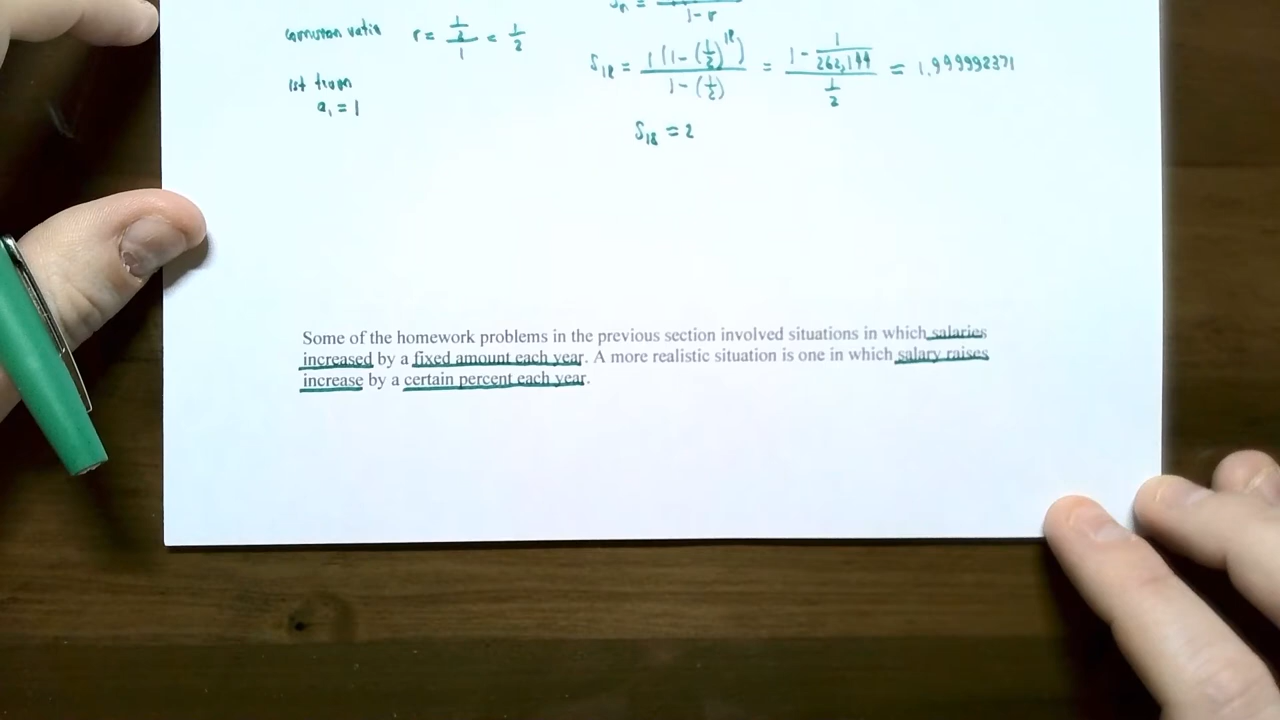 1-r
common ratio r = 1/2 / 1 = 1/2
1st term
a₁ = 1
S₁₈ = 1(1-(1/2)¹⁸) / 1-(1/2) = 1 - 1/262,144 / 1/2 = 1.999992371
S₁₈ = 2
Some of the homework problems in the previous section involved situations in which salaries
increased by a fixed amount each year. A more realistic situation is one in which salary raises
increase by a certain percent each year.